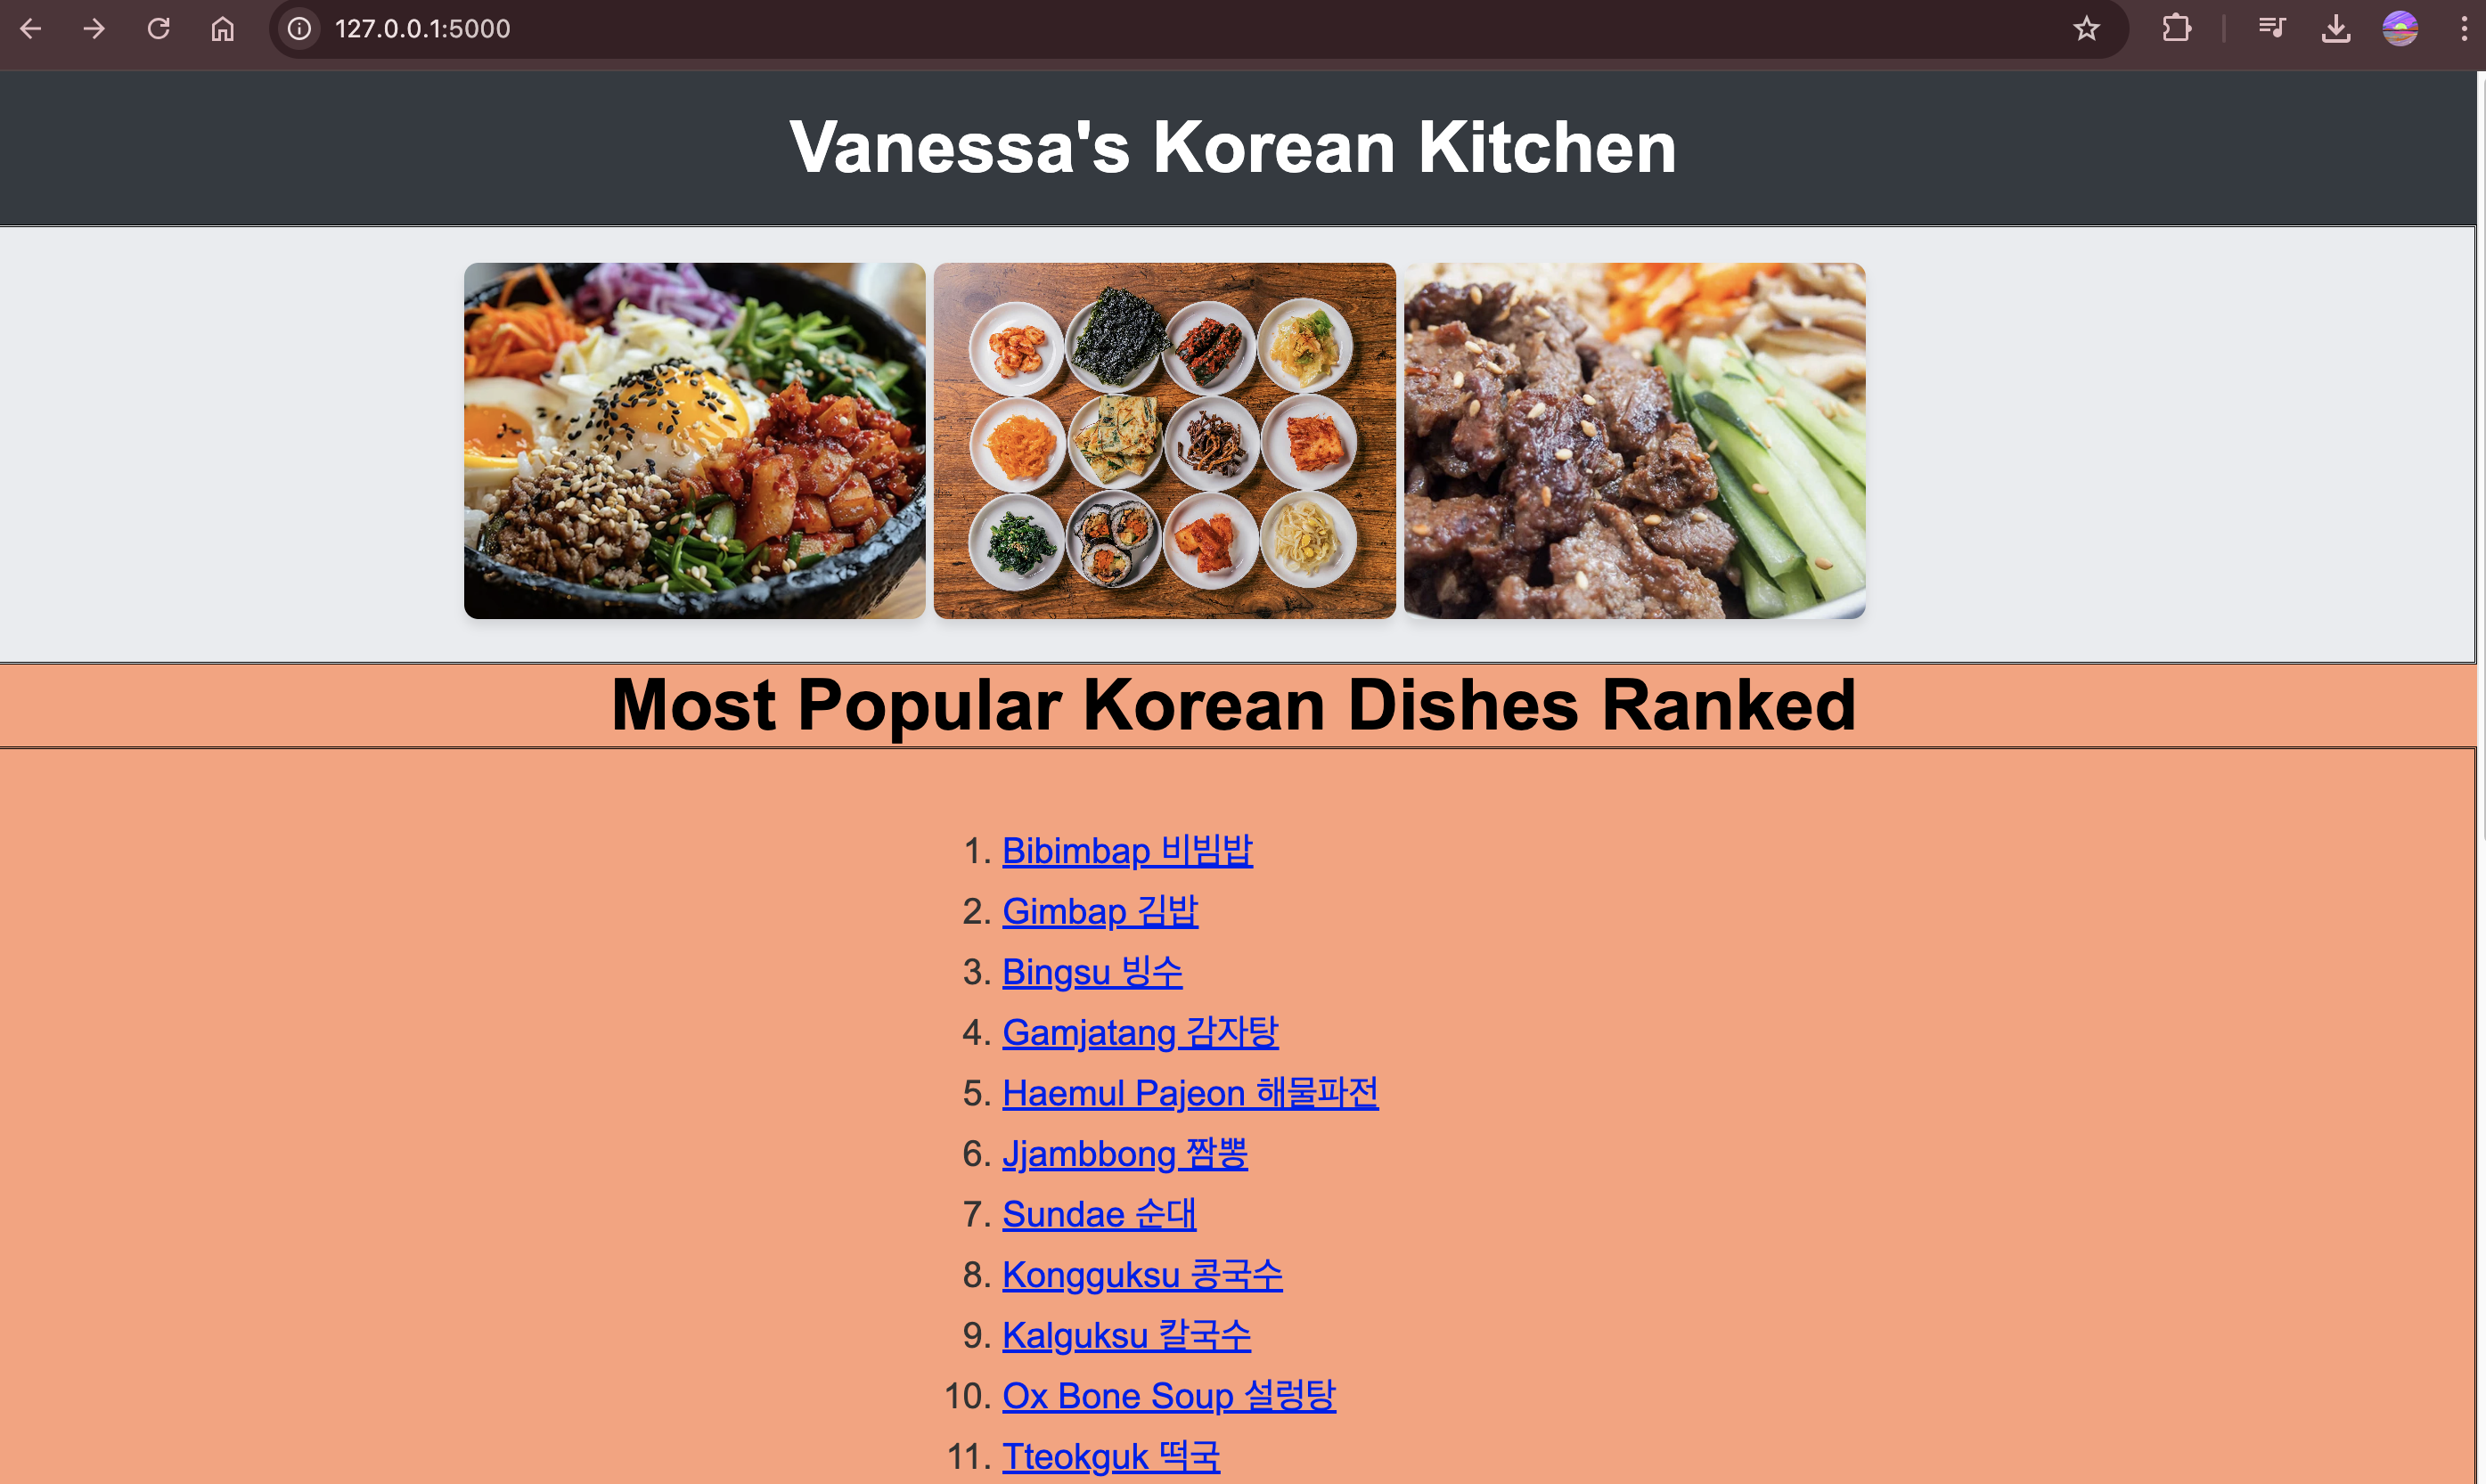 127.0.0.1:5000
Vanessa's Korean Kitchen
Most Popular Korean Dishes Ranked
1. Bibimbap 비빔밥
2. Gimbap 김밥
3. Bingsu 빙수
4. Gamjatang 감자탕
5. Haemul Pajeon 해물파전
6. Jjambbong 짬뽕
7. Sundae 순대
8. Kongguksu 콩국수
9. Kalguksu 칼국수
10. Ox Bone Soup 설렁탕
11. Tteokguk 떡국